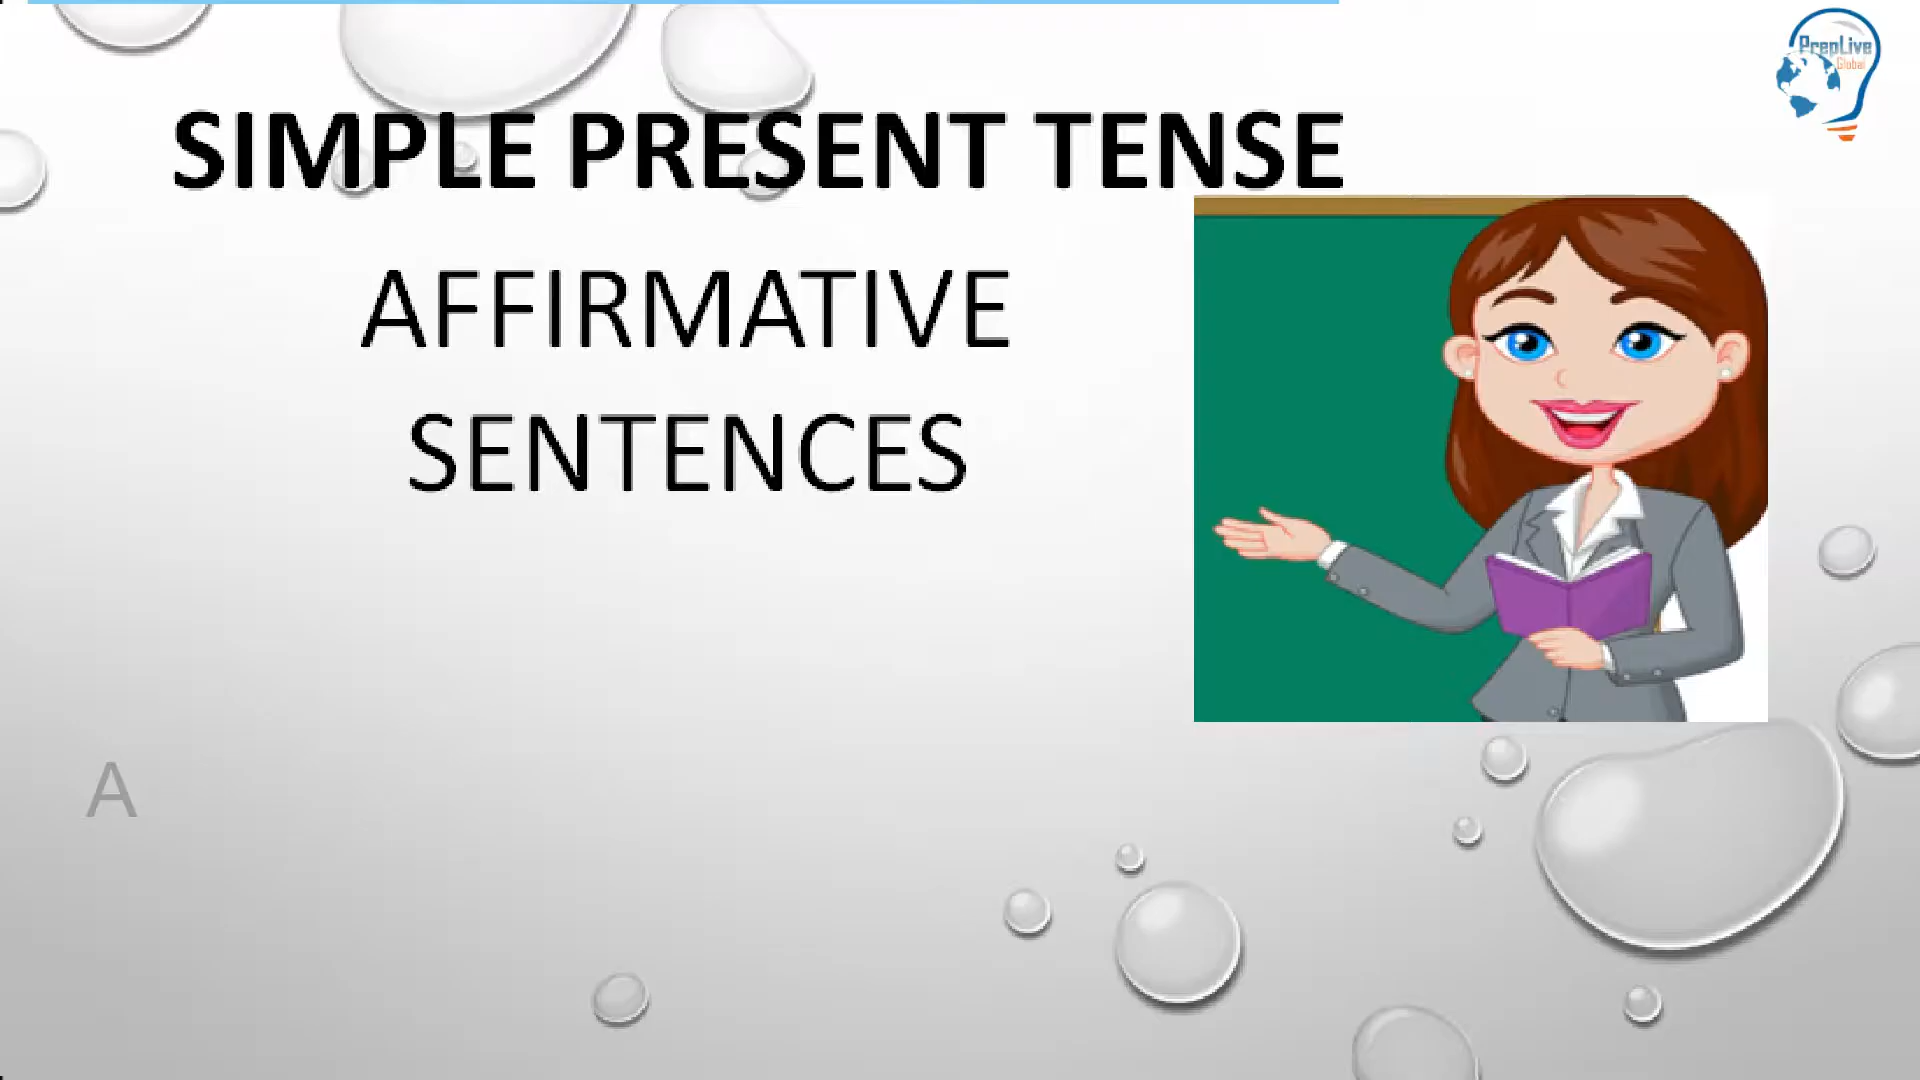 PrepLive
Global
SIMPLE PRESENT TENSE
AFFIRMATIVE
SENTENCES
A